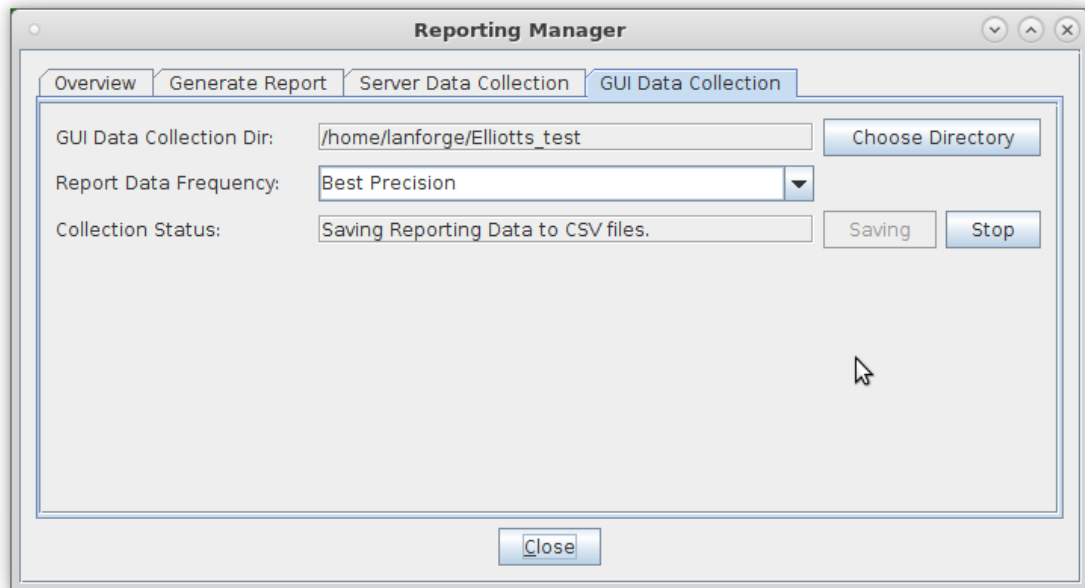 Reporting Manager
Overview Generate Report Server Data Collection GUI Data Collection
GUI Data Collection Dir: /home/lanforge/Elliotts_test Choose Directory
Report Data Frequency: Best Precision
Collection Status: Saving Reporting Data to CSV files. Saving Stop
Close